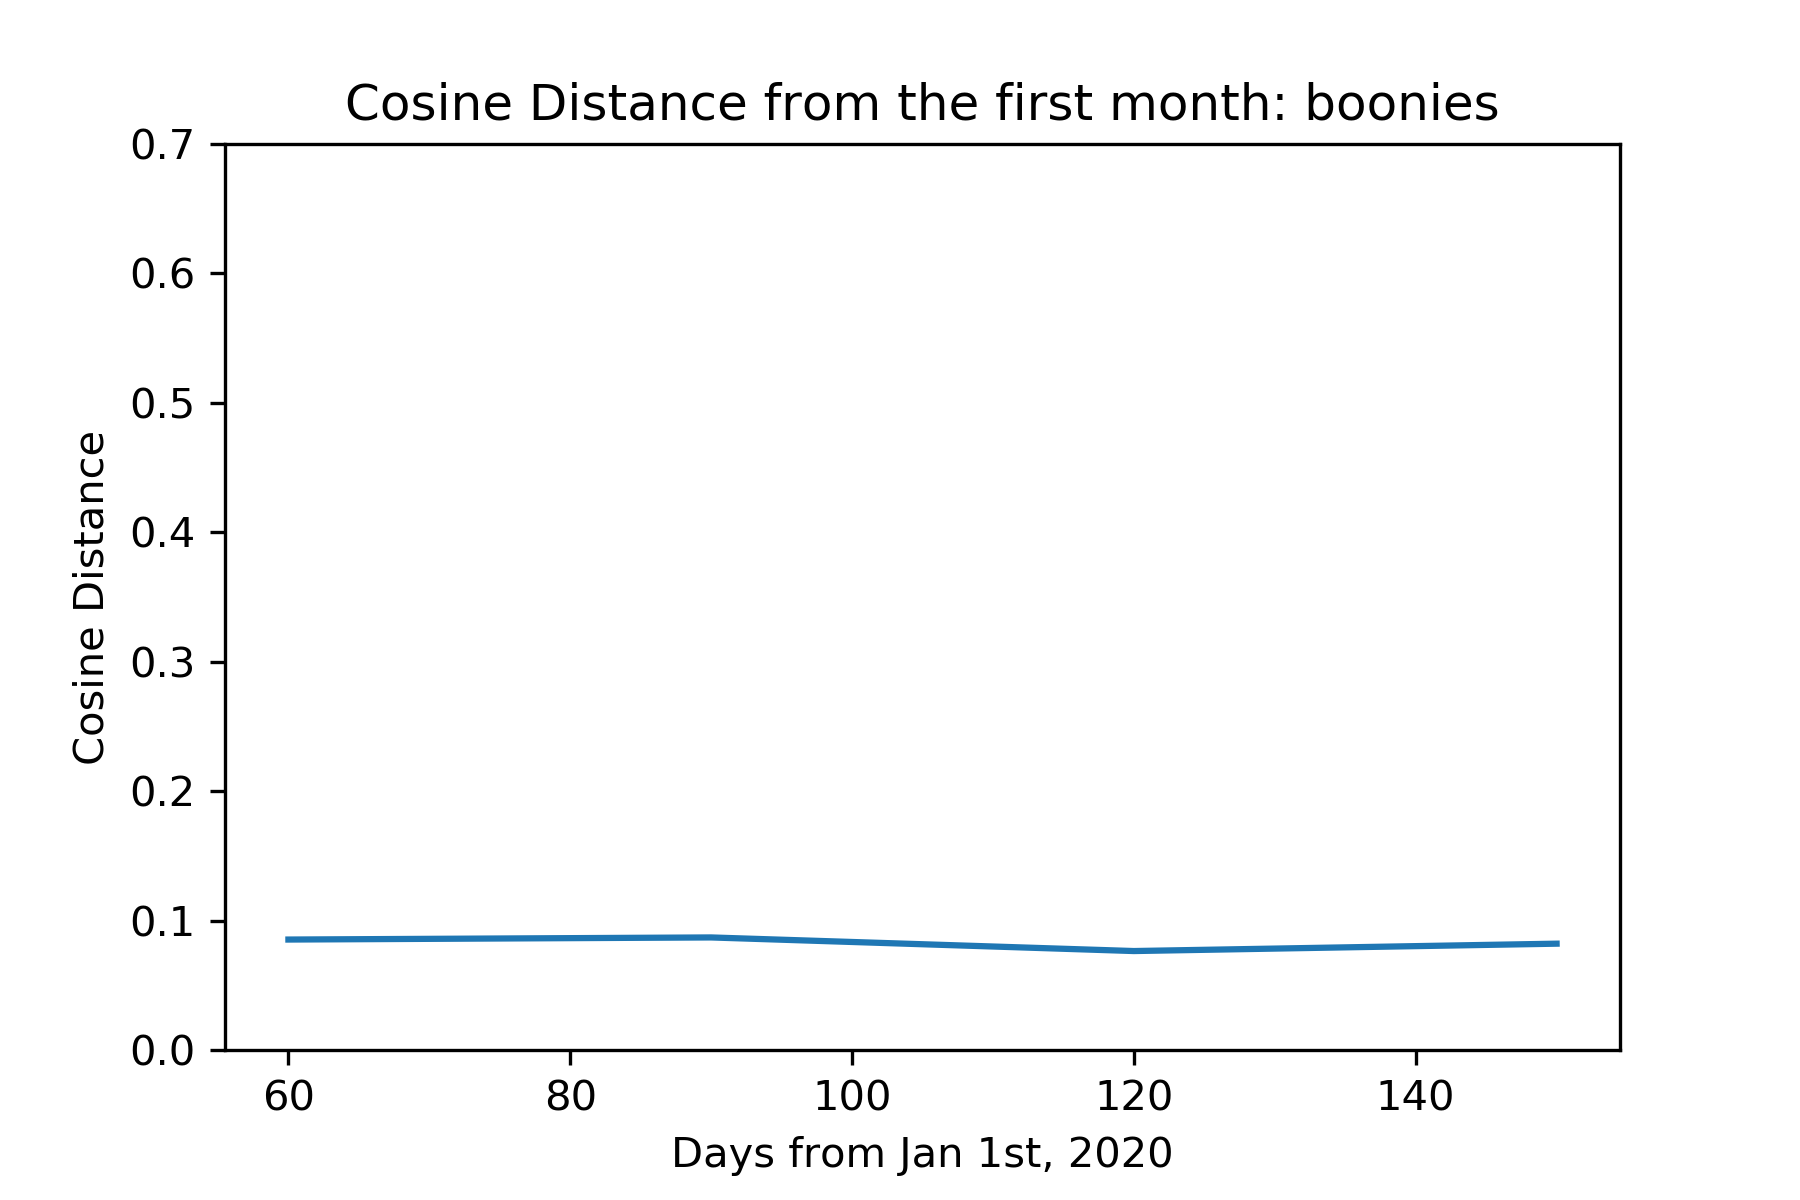 Cosine Distance from the first month: boonies
0.7
0.6
0.5
0.4
0.3
0.2
0.1
0.0
Cosine Distance
60 80 100 120 140
Days from Jan 1st, 2020